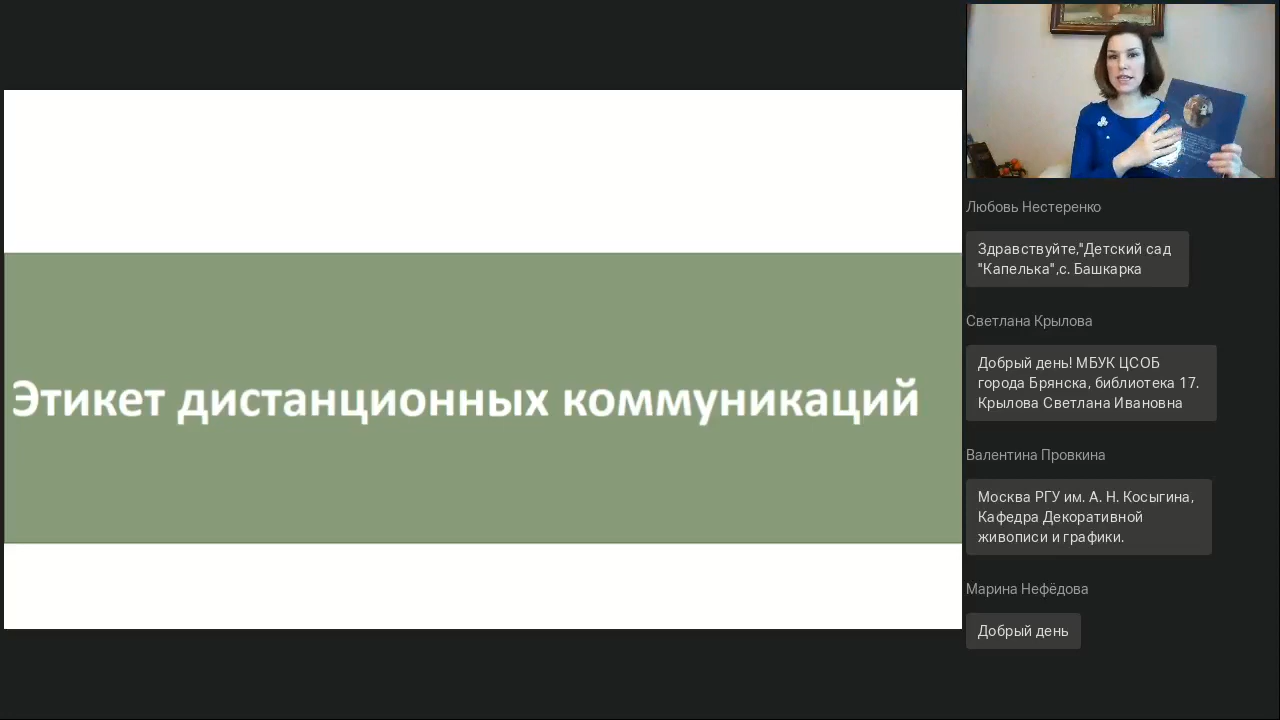 Этикет дистанционных коммуникаций
Любовь Нестеренко
Здравствуйте,"Детский сад
"Капелька",с. Башкарка
Светлана Крылова
Добрый день! МБУК ЦСОБ
города Брянска, библиотека 17.
Крылова Светлана Ивановна
Валентина Провкина
Москва РГУ им. А. Н. Косыгина,
Кафедра Декоративной
живописи и графики.
Марина Нефёдова
Добрый день